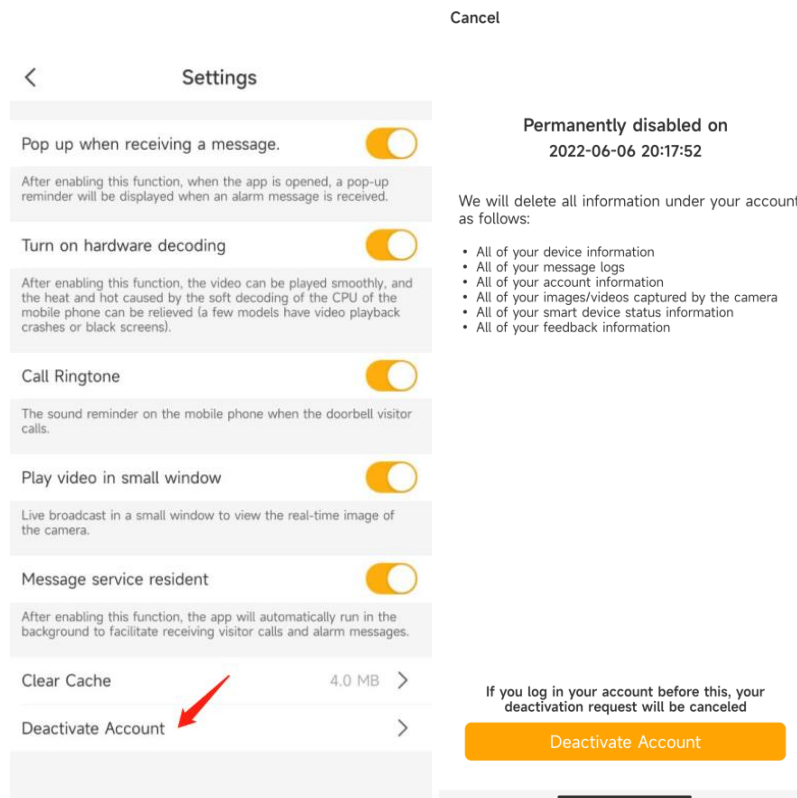 Settings
Pop up when receiving a message.
After enabling this function, when the app is opened, a pop-up
reminder will be displayed when an alarm message is received.
Turn on hardware decoding
After enabling this function, the video can be played smoothly, and
the heat and hot caused by the soft decoding of the CPU of the
mobile phone can be relieved (a few models have video playback
crashes or black screens).
Call Ringtone
The sound reminder on the mobile phone when the doorbell visitor
calls.
Play video in small window
Live broadcast in a small window to view the real-time image of
the camera.
Message service resident
After enabling this function, the app will automatically run in the
background to facilitate receiving visitor calls and alarm messages.
Clear Cache 4.0 MB
Deactivate Account
Cancel
Permanently disabled on
2022-06-06 20:17:52
We will delete all information under your account
as follows:
• All of your device information
• All of your message logs
• All of your account information
• All of your images/videos captured by the camera
• All of your smart device status information
• All of your feedback information
If you log in your account before this, your
deactivation request will be canceled
Deactivate Account